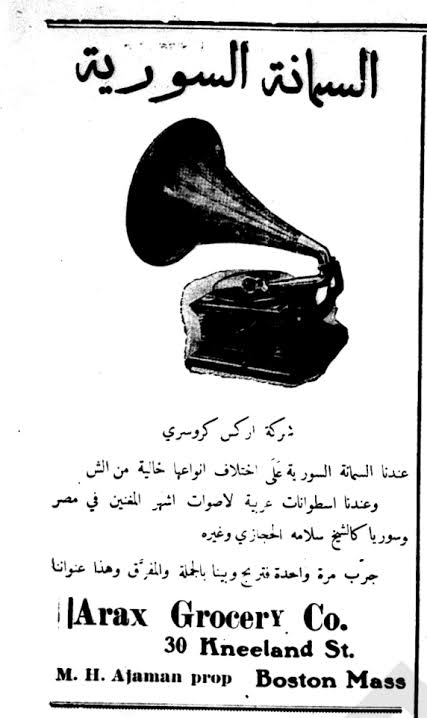 السمانة السورية
شركة اركس كروسري
عندنا السمانة السورية عَلَى اختلاف انواعها خالية من الش
وعندنا اسطوانات عربية لاصوات اشهر المغنين في مصر
وسوريا كالشيخ سلامه الحجازي وغيره
جرّب مرة واحدة فتربح وبينا بالجملة والمفرَّق وهذا عنواننا
Arax Grocery Co.
30 Kneeland St.
M. H. Ajaman prop Boston Mass